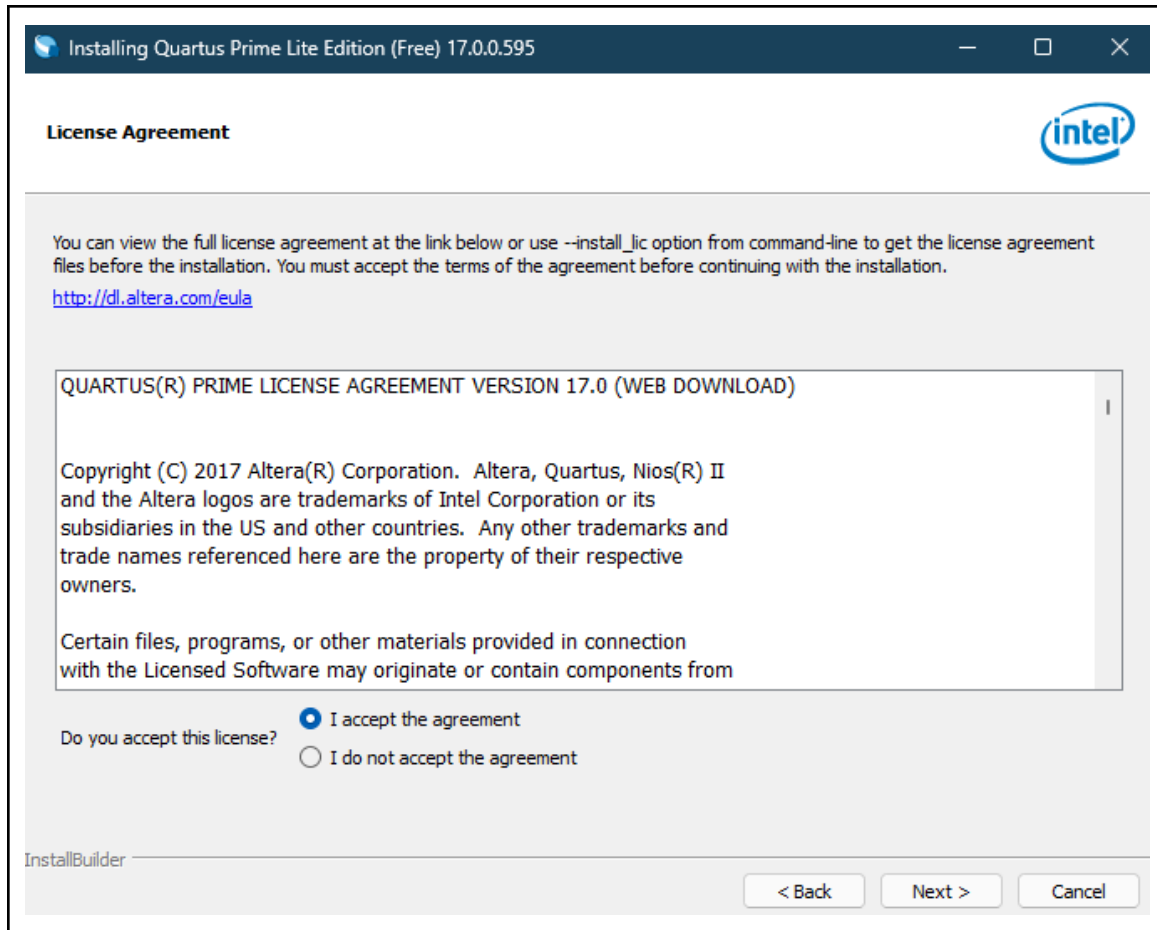 Installing Quartus Prime Lite Edition (Free) 17.0.0.595
License Agreement
intel
You can view the full license agreement at the link below or use --install_lic option from command-line to get the license agreement
files before the installation. You must accept the terms of the agreement before continuing with the installation.
http://dl.altera.com/eula
QUARTUS(R) PRIME LICENSE AGREEMENT VERSION 17.0 (WEB DOWNLOAD)
Copyright (C) 2017 Altera(R) Corporation.  Altera, Quartus, Nios(R) II
and the Altera logos are trademarks of Intel Corporation or its
subsidiaries in the US and other countries.  Any other trademarks and
trade names referenced here are the property of their respective
owners.
Certain files, programs, or other materials provided in connection
with the Licensed Software may originate or contain components from
Do you accept this license?
I accept the agreement
I do not accept the agreement
InstallBuilder
< Back Next > Cancel